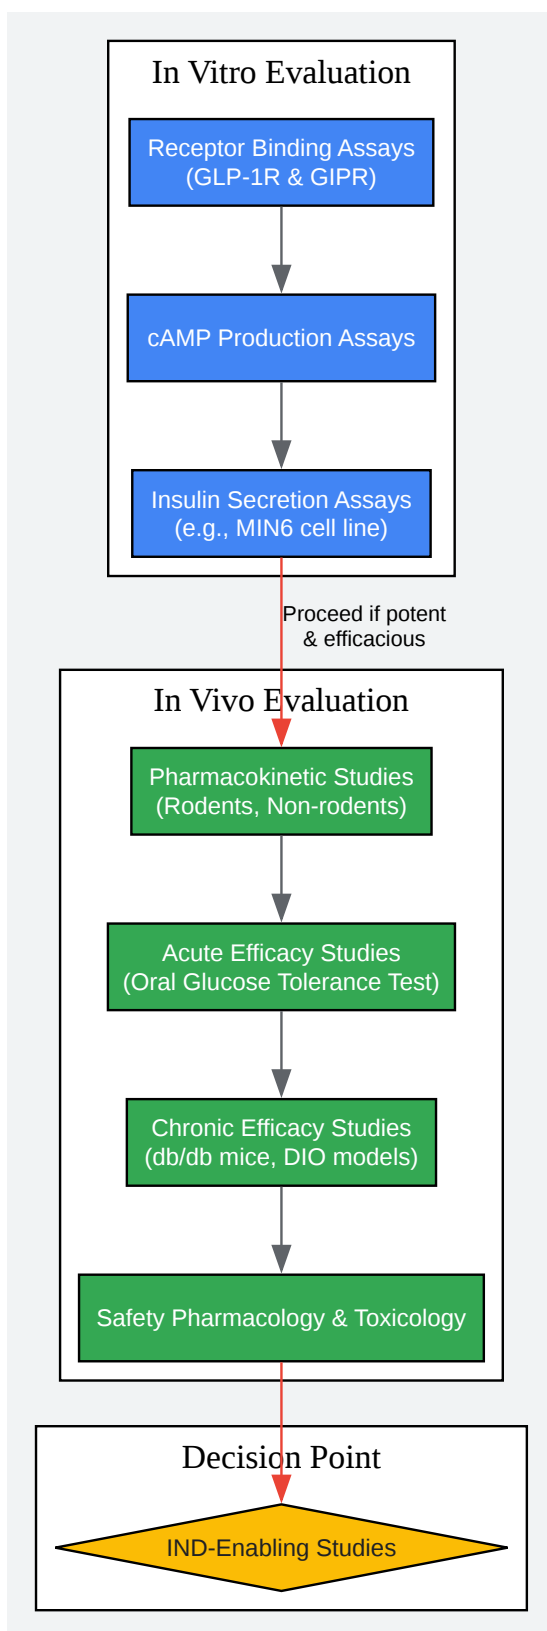 In Vitro Evaluation
Receptor Binding Assays
(GLP-1R & GIPR)
cAMP Production Assays
Insulin Secretion Assays
(e.g., MIN6 cell line)
Proceed if potent
& efficacious
In Vivo Evaluation
Pharmacokinetic Studies
(Rodents, Non-rodents)
Acute Efficacy Studies
(Oral Glucose Tolerance Test)
Chronic Efficacy Studies
(db/db mice, DIO models)
Safety Pharmacology & Toxicology
Decision Point
IND-Enabling Studies